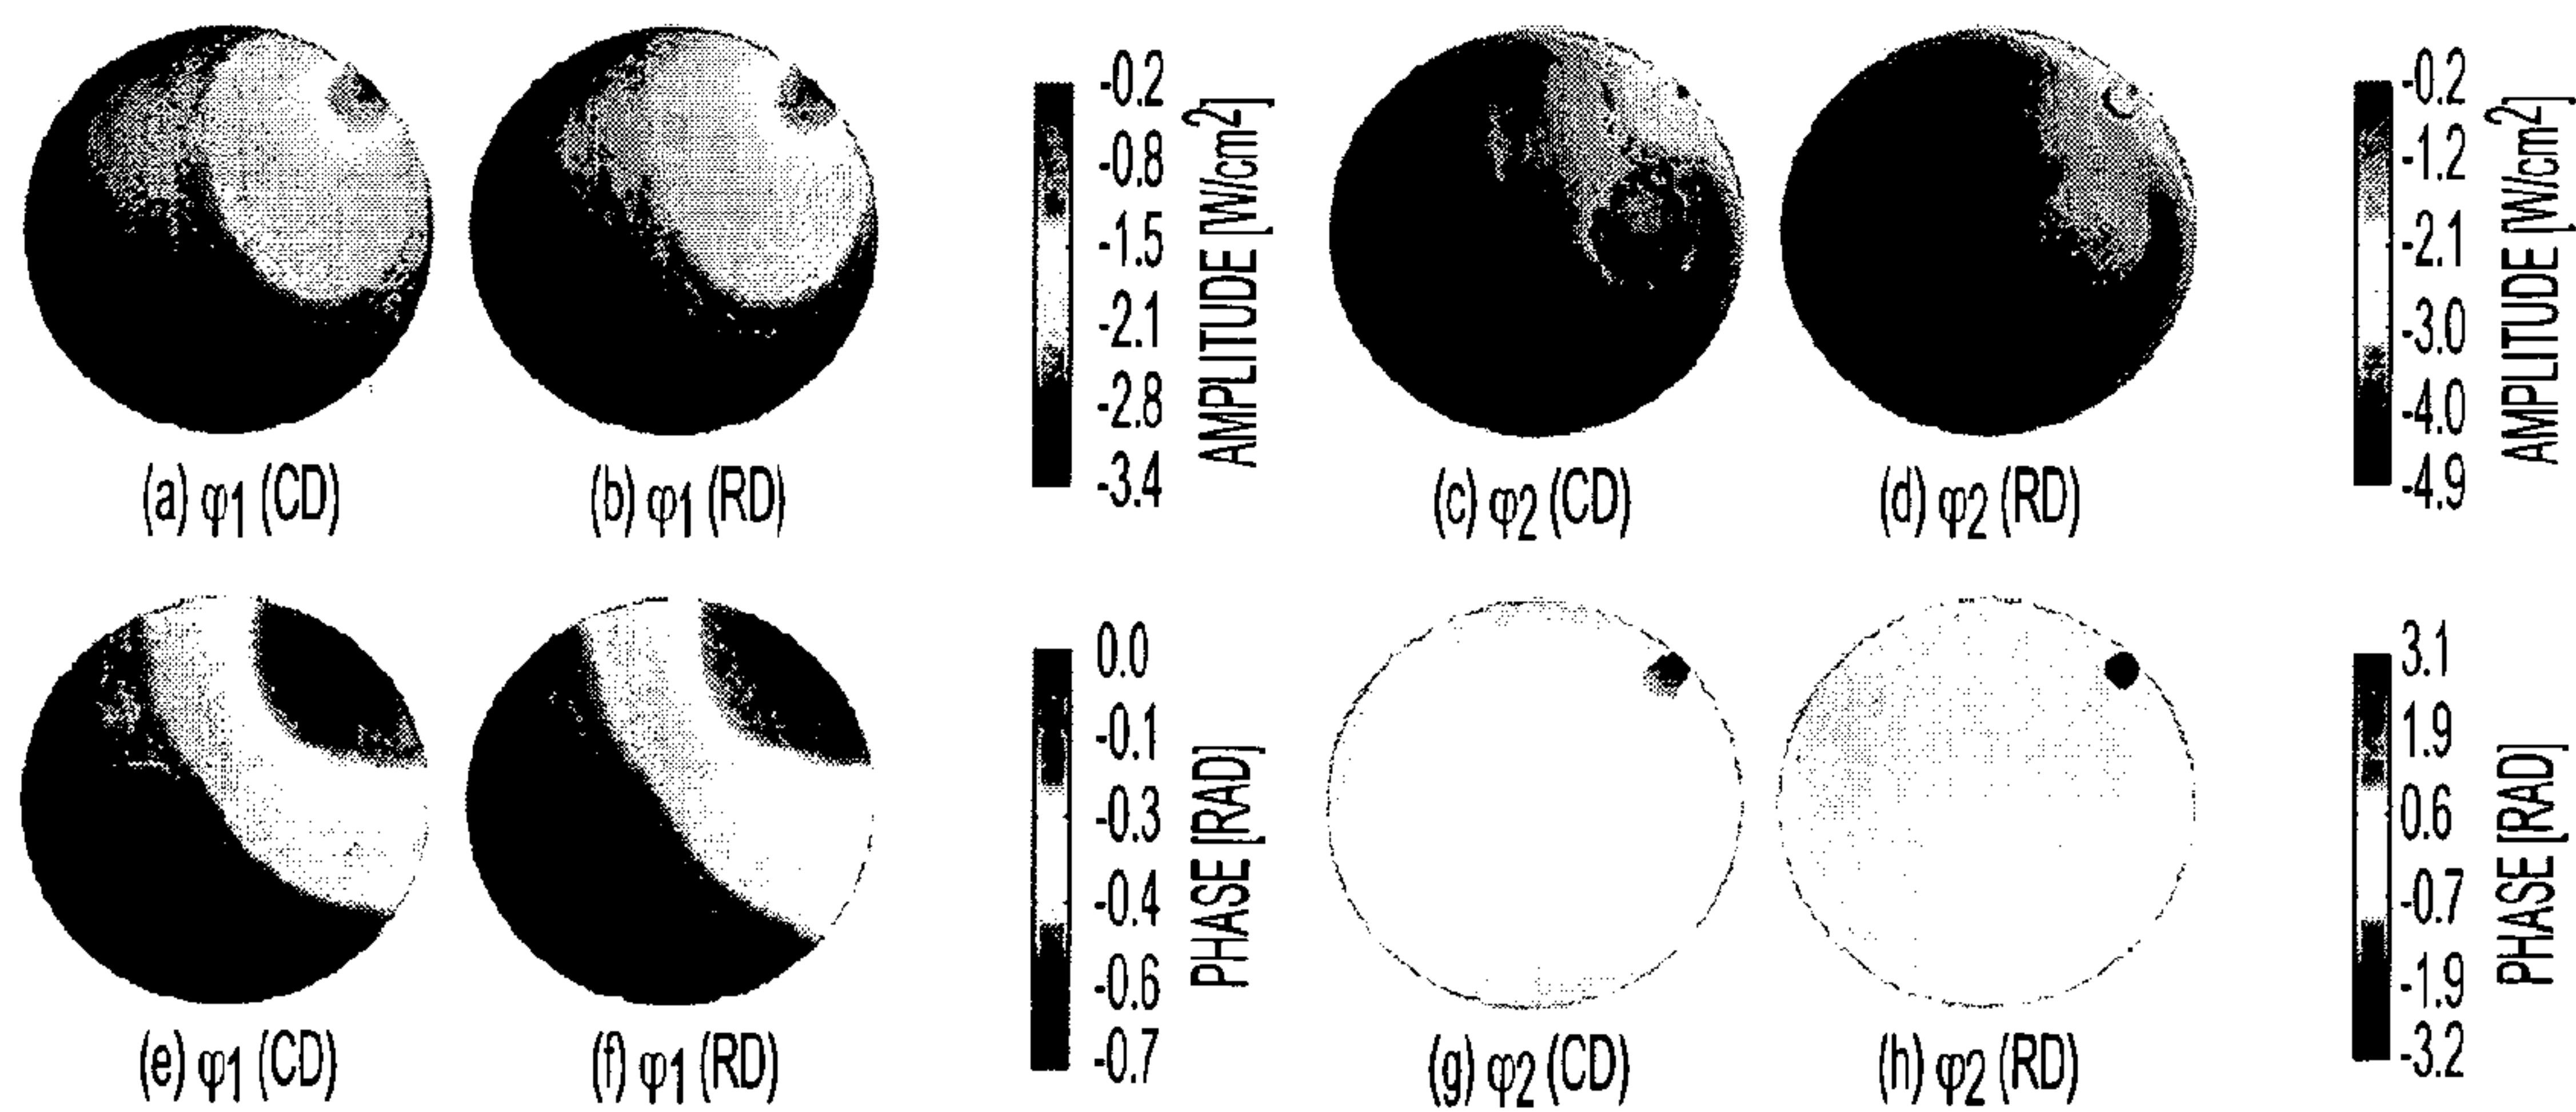 -0.2
-0.8
-1.5
-2.1
-2.8
-3.4
AMPLITUDE [W/cm²]
-0.2
-1.2
-2.1
-3.0
-4.0
-4.9
AMPLITUDE [W/cm²]
(a) φ1 (CD)
(b) φ1 (RD)
(c) φ2 (CD)
(d) φ2 (RD)
0.0
-0.1
-0.3
-0.4
-0.6
-0.7
PHASE [RAD]
3.1
1.9
0.6
-0.7
-1.9
-3.2
PHASE [RAD]
(e) φ1 (CD)
(f) φ1 (RD)
(g) φ2 (CD)
(h) φ2 (RD)